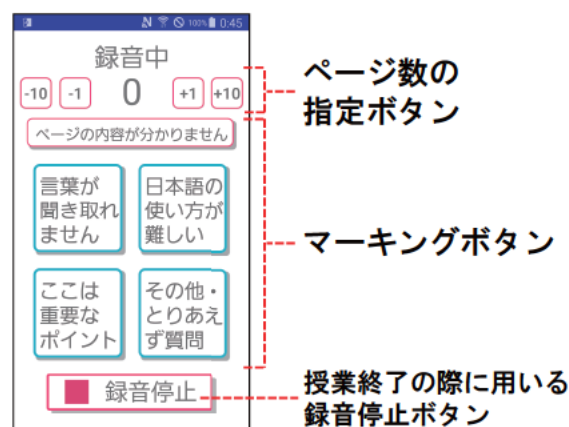 100% 0:45
録音中
-10 -1 0 +1 +10
ページの内容が分かりません
言葉が
聞き取れ
ません
日本語の
使い方が
難しい
ここは
重要な
ポイント
その他・
とりあえ
ず質問
録音停止
ページ数の
指定ボタン
マーキングボタン
授業終了の際に用いる
録音停止ボタン